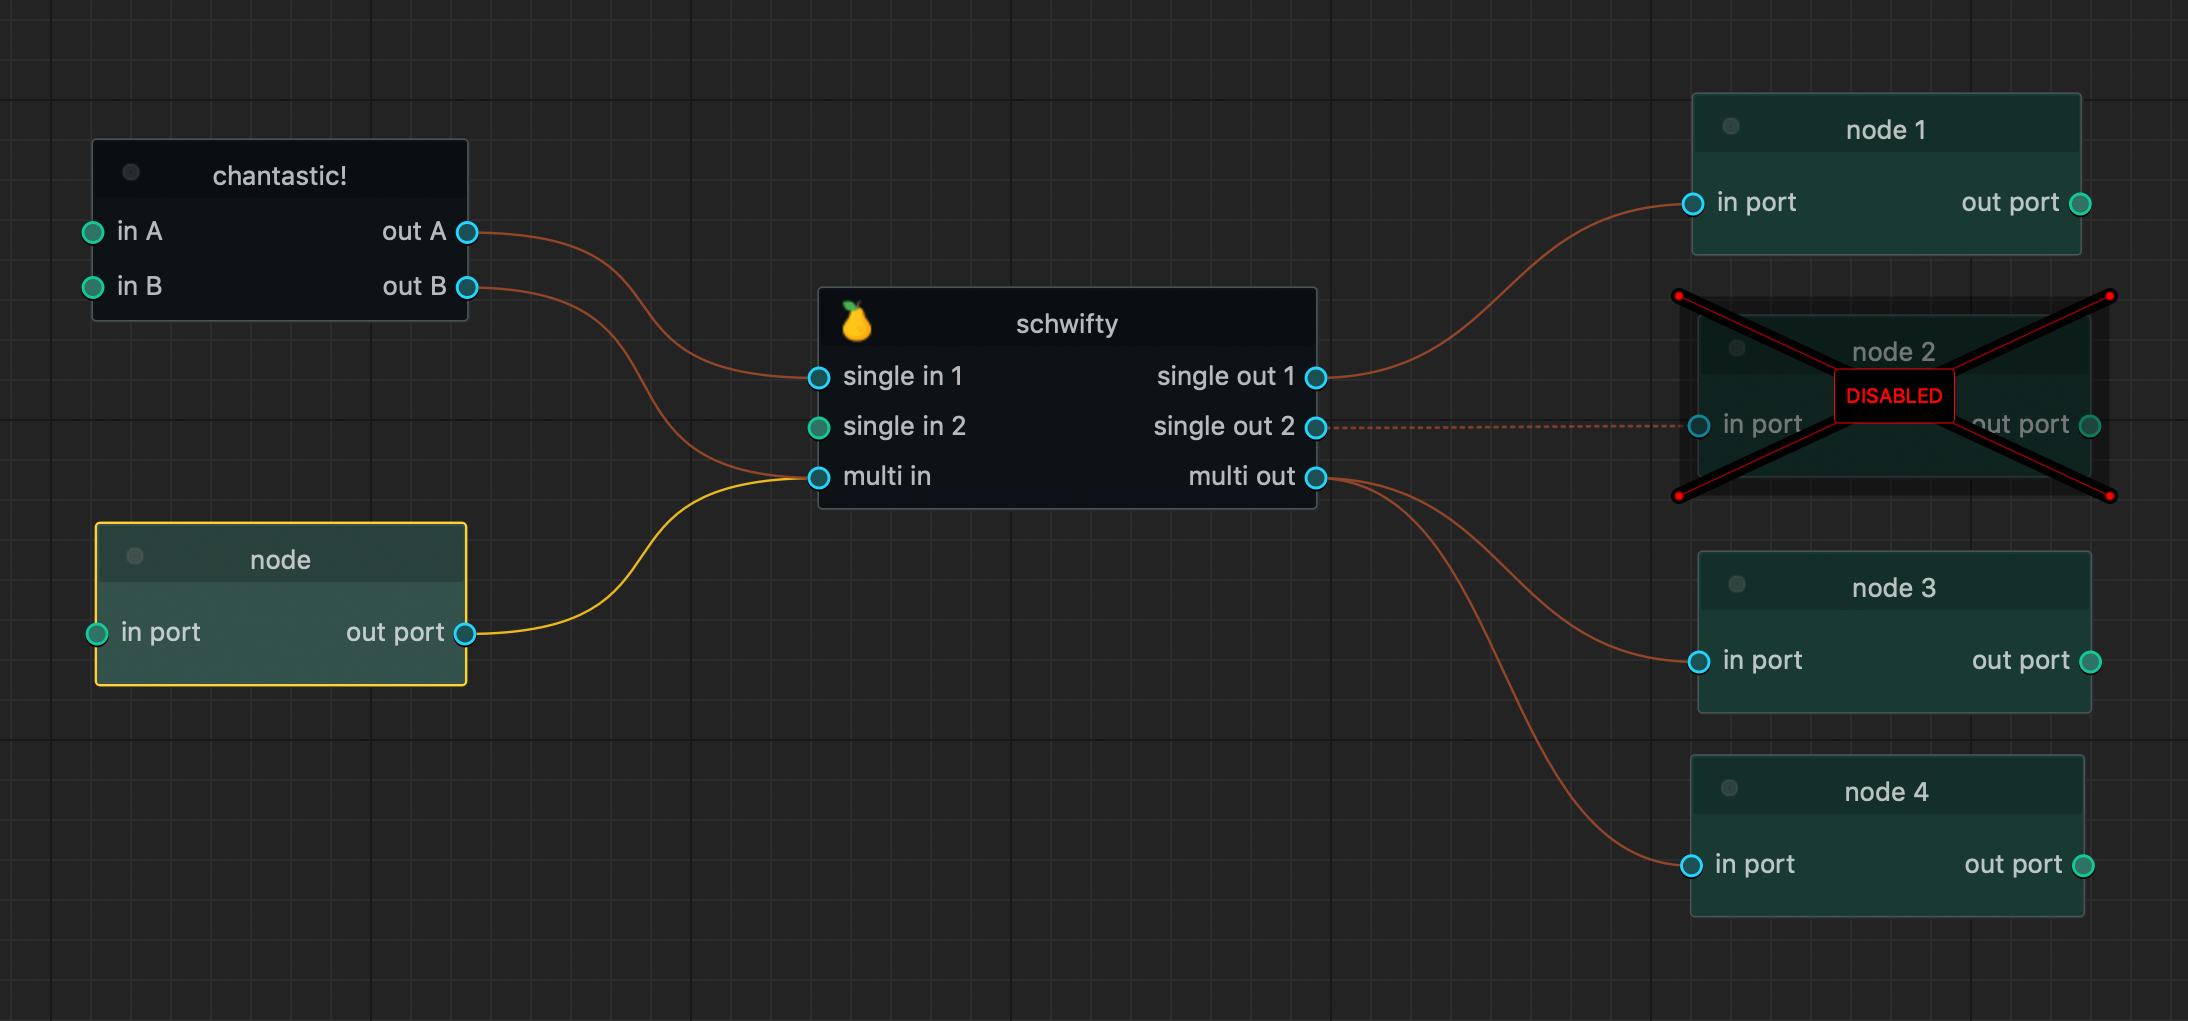 chantastic!
in A out A
in B out B
node
in port out port
schwifty
single in 1 single out 1
single in 2 single out 2
multi in multi out
node 1
in port out port
node 2
DISABLED
in port out port
node 3
in port out port
node 4
in port out port